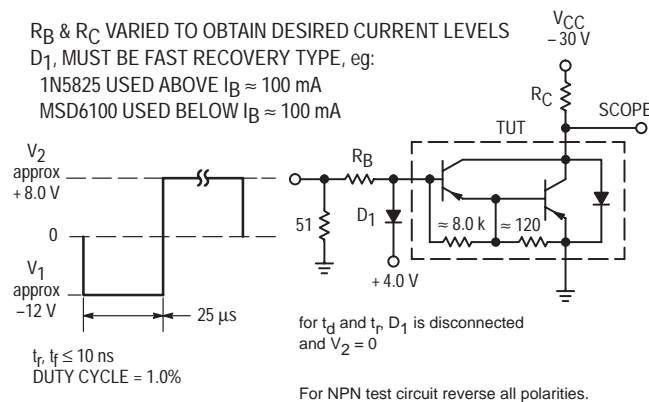 R_B & R_C VARIED TO OBTAIN DESIRED CURRENT LEVELS
D_1, MUST BE FAST RECOVERY TYPE, eg:
1N5825 USED ABOVE I_B ≈ 100 mA
MSD6100 USED BELOW I_B ≈ 100 mA
V_CC
– 30 V
R_C
SCOPE
TUT
V_2
approx
+ 8.0 V
R_B
51
D_1
≈ 8.0 k
≈ 120
0
+ 4.0 V
V_1
approx
–12 V
25 μs
for t_d and t_r, D_1 is disconnected
and V_2 = 0
t_r, t_f ≤ 10 ns
DUTY CYCLE = 1.0%
For NPN test circuit reverse all polarities.